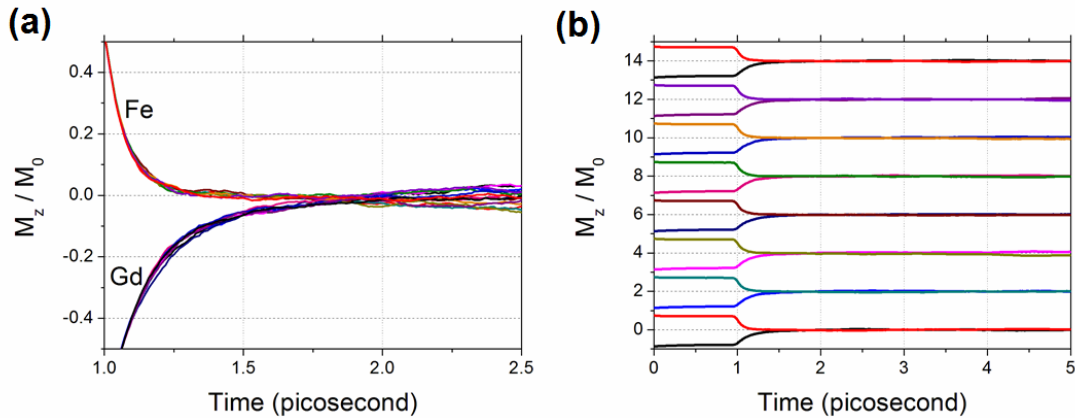 (a)
M_z / M_0
0.4
0.2
0.0
-0.2
-0.4
Fe
Gd
1.0 1.5 2.0 2.5
Time (picosecond)
(b)
M_z / M_0
14
12
10
8
6
4
2
0
0 1 2 3 4 5
Time (picosecond)